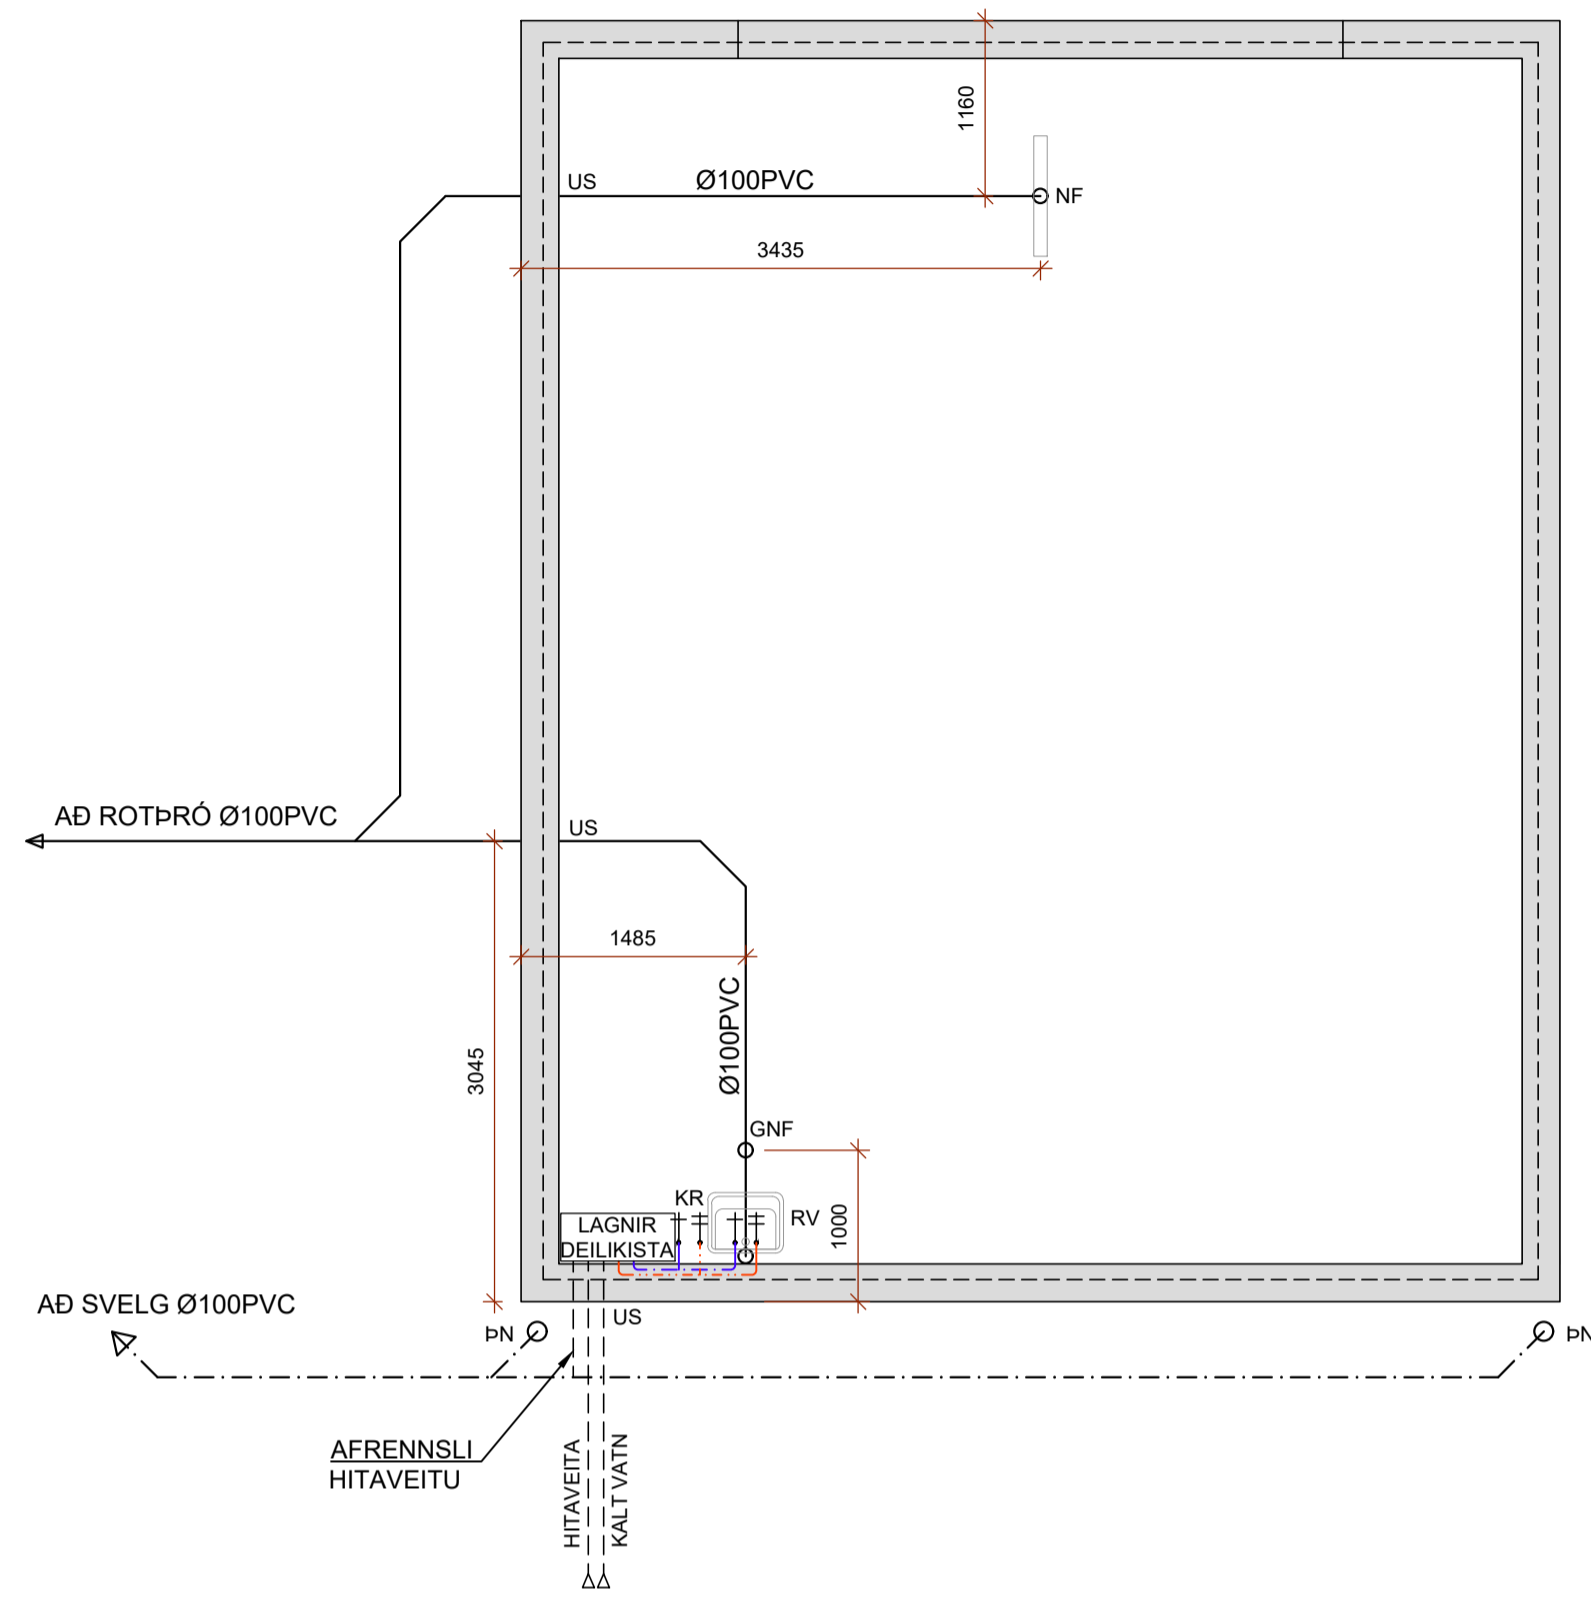 1160
US
Ø100PVC
NF
3435
AÐ ROTÞRÓ Ø100PVC
US
1485
Ø100PVC
3045
GNF
KR
RV
1000
LAGNIR
DEILIKISTA
AÐ SVELG Ø100PVC
US
ÞN
ÞN
AFRENNSLI
HITAVEITU
HITAVEITA
KALT VATN